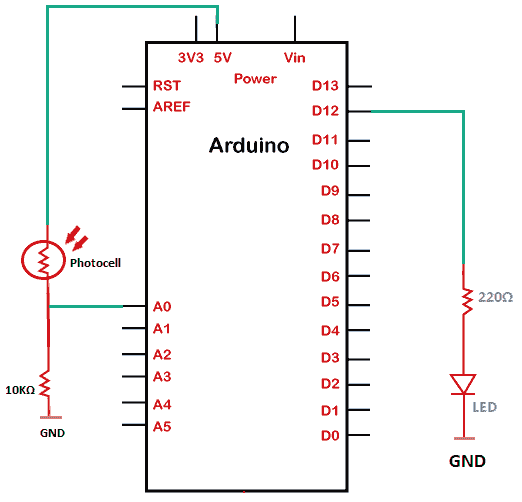 3V3 5V Vin
Power
RST
AREF
Arduino
D13
D12
D11
D10
D9
D8
D7
D6
D5
D4
D3
D2
D1
D0
Photocell
A0
A1
A2
A3
A4
A5
10KΩ
GND
220Ω
LED
GND